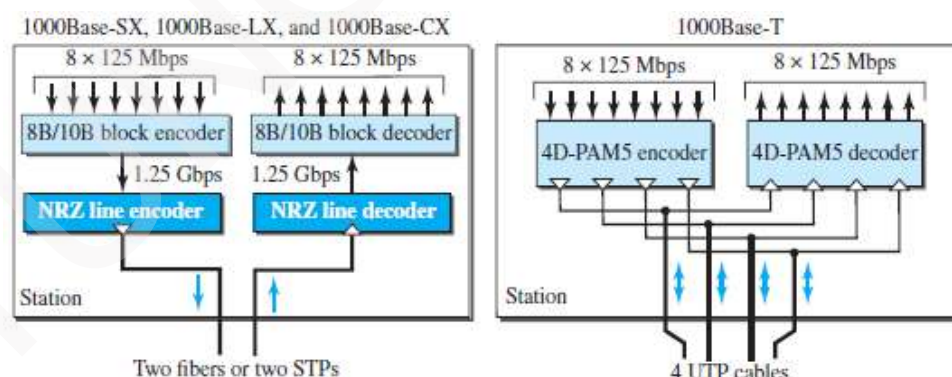 1000Base-SX, 1000Base-LX, and 1000Base-CX
8 × 125 Mbps
8 × 125 Mbps
8B/10B block encoder
8B/10B block decoder
1.25 Gbps
1.25 Gbps
NRZ line encoder
NRZ line decoder
Station
Two fibers or two STPs
1000Base-T
8 × 125 Mbps
8 × 125 Mbps
4D-PAM5 encoder
4D-PAM5 decoder
Station
4 UTP cables